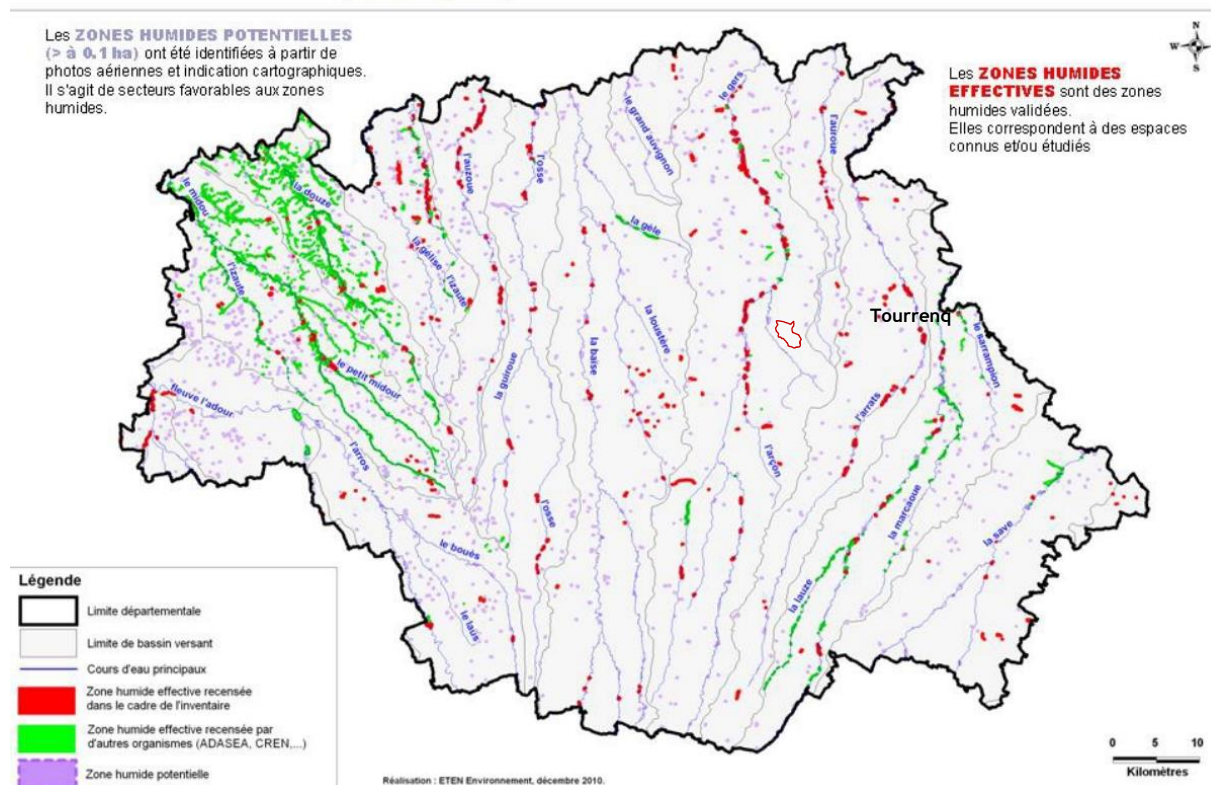 Les ZONES HUMIDES POTENTIELLES
(> à 0.1 ha) ont été identifiées à partir de
photos aériennes et indication cartographiques.
Il s'agit de secteurs favorables aux zones
humides.
N
W
E
S
Les ZONES HUMIDES
EFFECTIVES sont des zones
humides validées.
Elles correspondent à des espaces
connus et/ou étudiés
le gers
le grand auvignon
l'auroue
l'osse
l'auzoue
la douze
le midou
la gèle
l'izaute
la gélise
l'izaute
Tourrenq
le sarrampion
la loustère
la baise
la guiroue
le petit midour
fleuve l'adour
l'arrats
l'arros
l'arçon
la marcaoue
l'osse
la save
le bouès
la lauze
le laüs
Légende
Limite départementale
Limite de bassin versant
Cours d'eau principaux
Zone humide effective recensée
dans le cadre de l'inventaire
Zone humide effective recensée par
d'autres organismes (ADASEA, CREN,...)
Zone humide potentielle
Réalisation : ETEN Environnement, décembre 2010.
0 5 10
Kilomètres